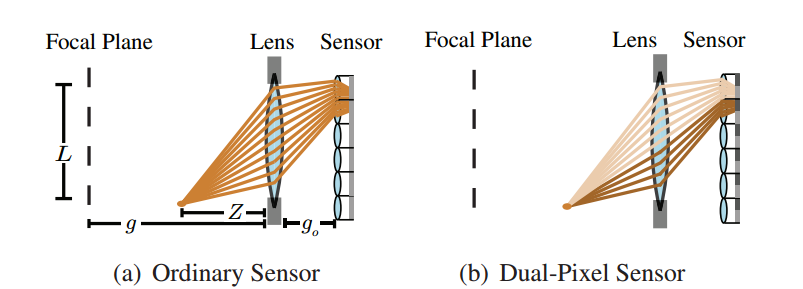 Focal Plane Lens Sensor Focal Plane Lens Sensor
L
Z
g
g_o
(a) Ordinary Sensor (b) Dual-Pixel Sensor